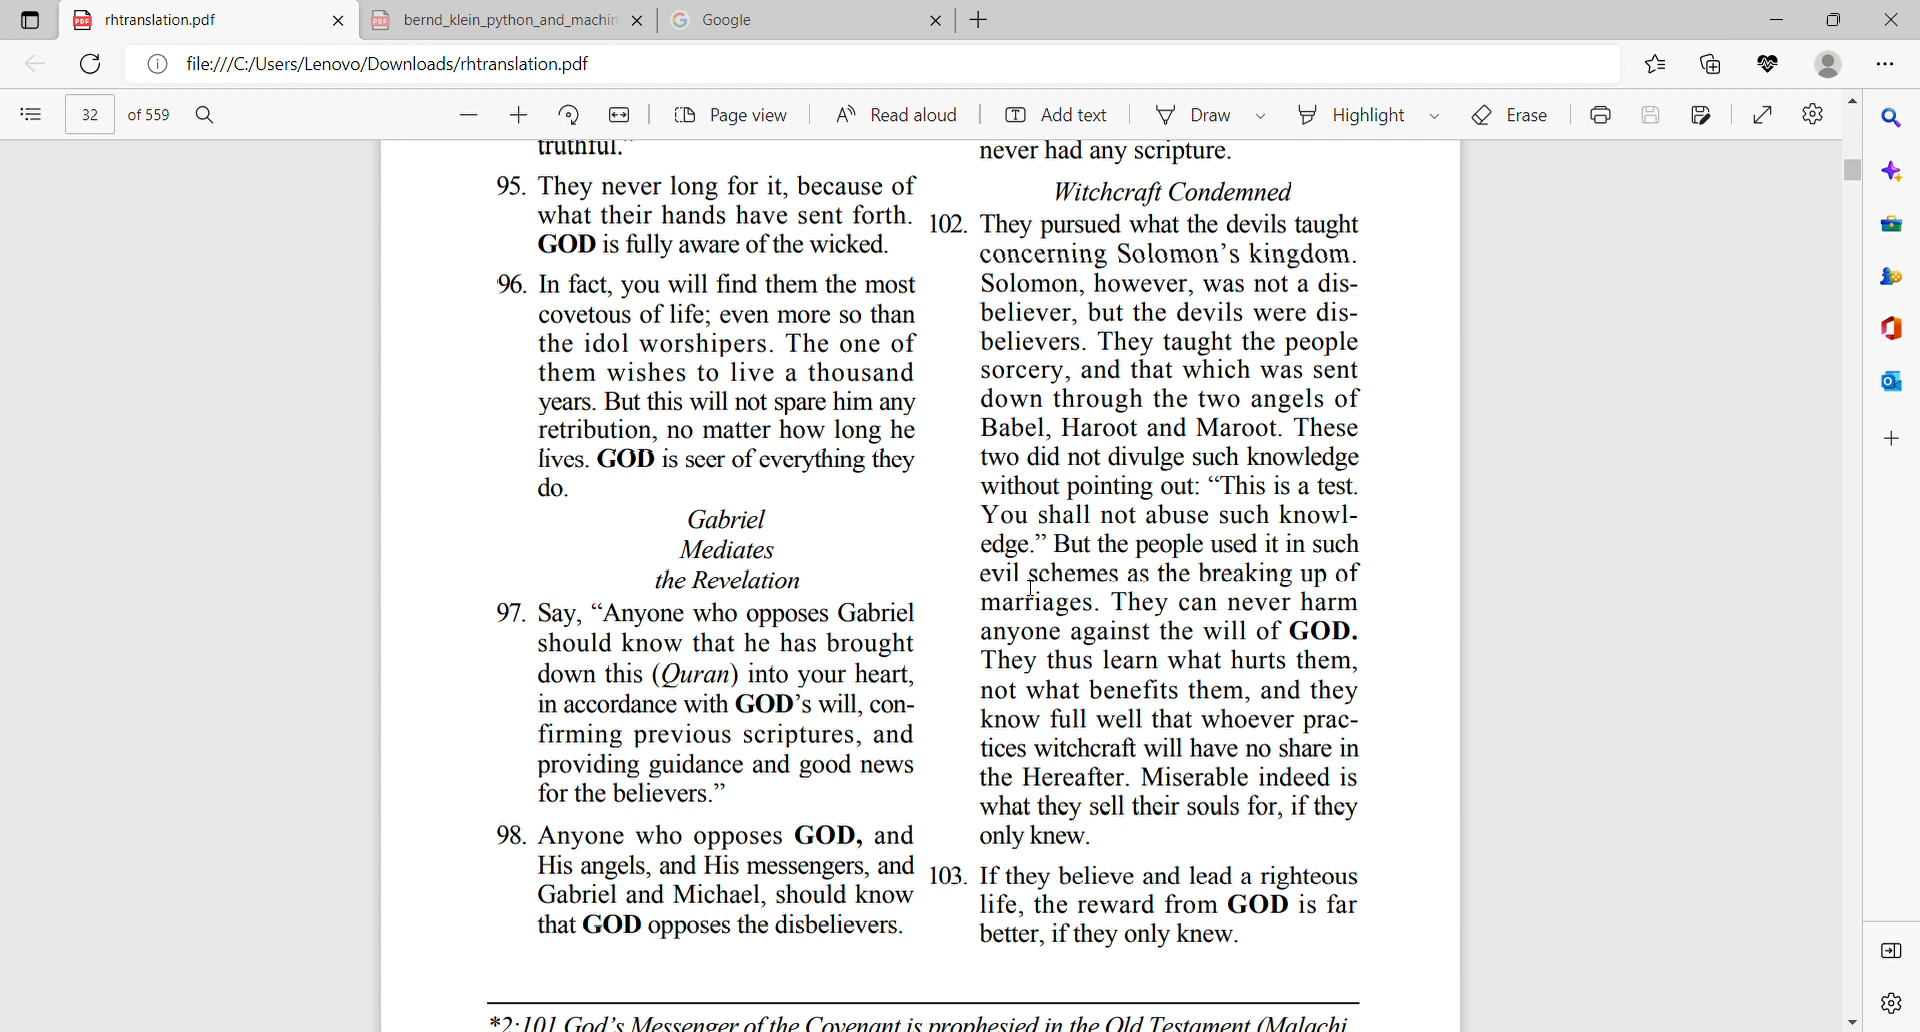 rhtranslation.pdf
bernd_klein_python_and_machin
Google
file:///C:/Users/Lenovo/Downloads/rhtranslation.pdf
32 of 559
Page view
Read aloud
Add text
Draw
Highlight
Erase
truthful.”
95. They never long for it, because of
what their hands have sent forth.
GOD is fully aware of the wicked.
96. In fact, you will find them the most
covetous of life; even more so than
the idol worshipers. The one of
them wishes to live a thousand
years. But this will not spare him any
retribution, no matter how long he
lives. GOD is seer of everything they
do.
Gabriel
Mediates
the Revelation
97. Say, “Anyone who opposes Gabriel
should know that he has brought
down this (Quran) into your heart,
in accordance with GOD’s will, con-
firming previous scriptures, and
providing guidance and good news
for the believers.”
98. Anyone who opposes GOD, and
His angels, and His messengers, and
Gabriel and Michael, should know
that GOD opposes the disbelievers.
never had any scripture.
Witchcraft Condemned
102. They pursued what the devils taught
concerning Solomon’s kingdom.
Solomon, however, was not a dis-
believer, but the devils were dis-
believers. They taught the people
sorcery, and that which was sent
down through the two angels of
Babel, Haroot and Maroot. These
two did not divulge such knowledge
without pointing out: “This is a test.
You shall not abuse such knowl-
edge.” But the people used it in such
evil schemes as the breaking up of
marriages. They can never harm
anyone against the will of GOD.
They thus learn what hurts them,
not what benefits them, and they
know full well that whoever prac-
tices witchcraft will have no share in
the Hereafter. Miserable indeed is
what they sell their souls for, if they
only knew.
103. If they believe and lead a righteous
life, the reward from GOD is far
better, if they only knew.
*2:101 God’s Messenger of the Covenant is prophesied in the Old Testament (Malachi